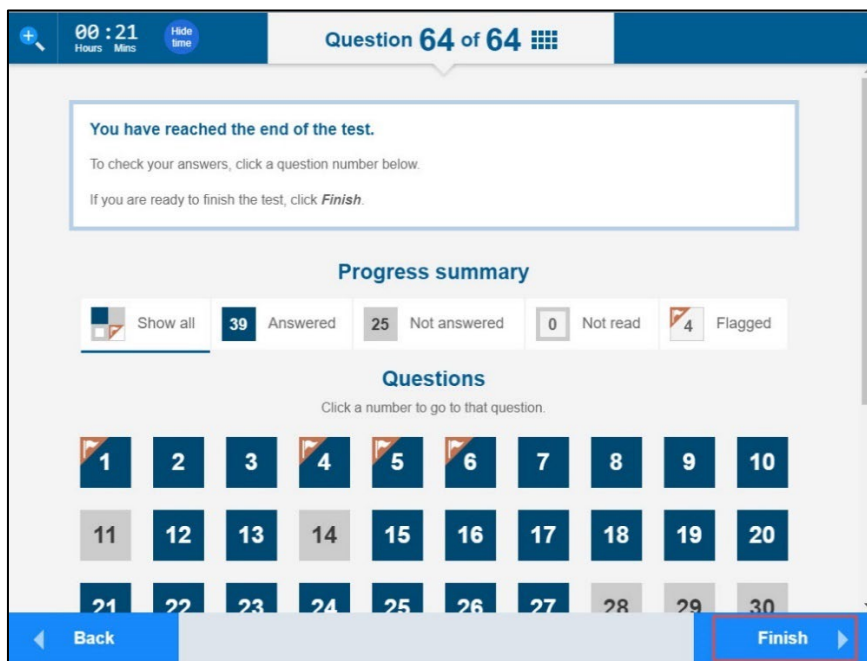 00:21
Hours Mins
Hide
time
Question 64 of 64
You have reached the end of the test.
To check your answers, click a question number below.
If you are ready to finish the test, click Finish.
Progress summary
Show all 39 Answered 25 Not answered 0 Not read 4 Flagged
Questions
Click a number to go to that question.
1 2 3 4 5 6 7 8 9 10
11 12 13 14 15 16 17 18 19 20
21 22 23 24 25 26 27 28 29 30
Back Finish